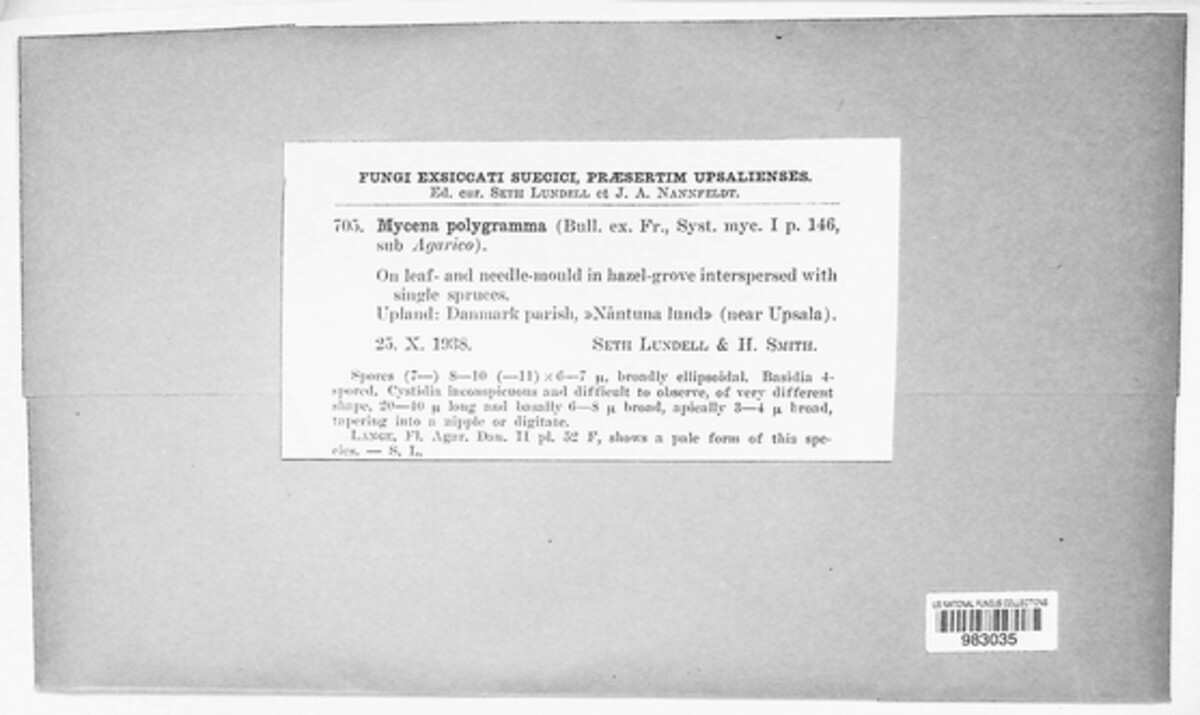 FUNGI EXSICCATI SUECICI, PRÆSERTIM UPSALIENSES.
Ed. cur. SETH LUNDELL et J. A. NANNFELDT.
705. Mycena polygramma (Bull. ex. Fr., Syst. myc. I p. 146,
sub Agarico).
On leaf- and needle-mould in hazel-grove interspersed with
single spruces.
Upland: Danmark parish, »Nåntuna lund» (near Upsala).
25. X. 1938. SETH LUNDELL & H. SMITH.
Spores (7—) 8—10 (—11) × 6—7 µ, broadly ellipsoidal. Basidia 4-
spored. Cystidia inconspicuous and difficult to observe, of very different
shape, 20—40 µ long and basally 6—8 µ broad, apically 3—4 µ broad,
tapering into a nipple or digitate.
LANGE, Fl. Agar. Dan. II pl. 52 F, shows a pale form of this spe-
cies. — S. L.
US NATIONAL FUNGUS COLLECTIONS
983035